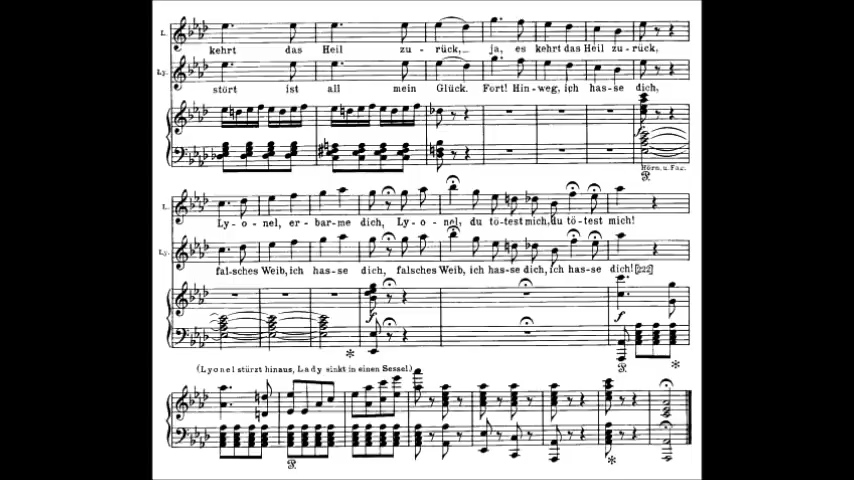 L. kehrt das Heil zu - rück, ja, es kehrt das Heil zu - rück,
Ly. stört ist all mein Glück. Fort! Hin - weg, ich has - se dich,
Hörn. u. Fac.
L. Ly - o - nel, er - bar - me dich, Ly - o - nel, du tö - test mich, du tö - test mich!
Ly. fal - sches Weib, ich has - se dich, falsches Weib, ich has - se dich, ich has - se dich! [222]
(Lyonel stürzt hinaus, Lady sinkt in einen Sessel)